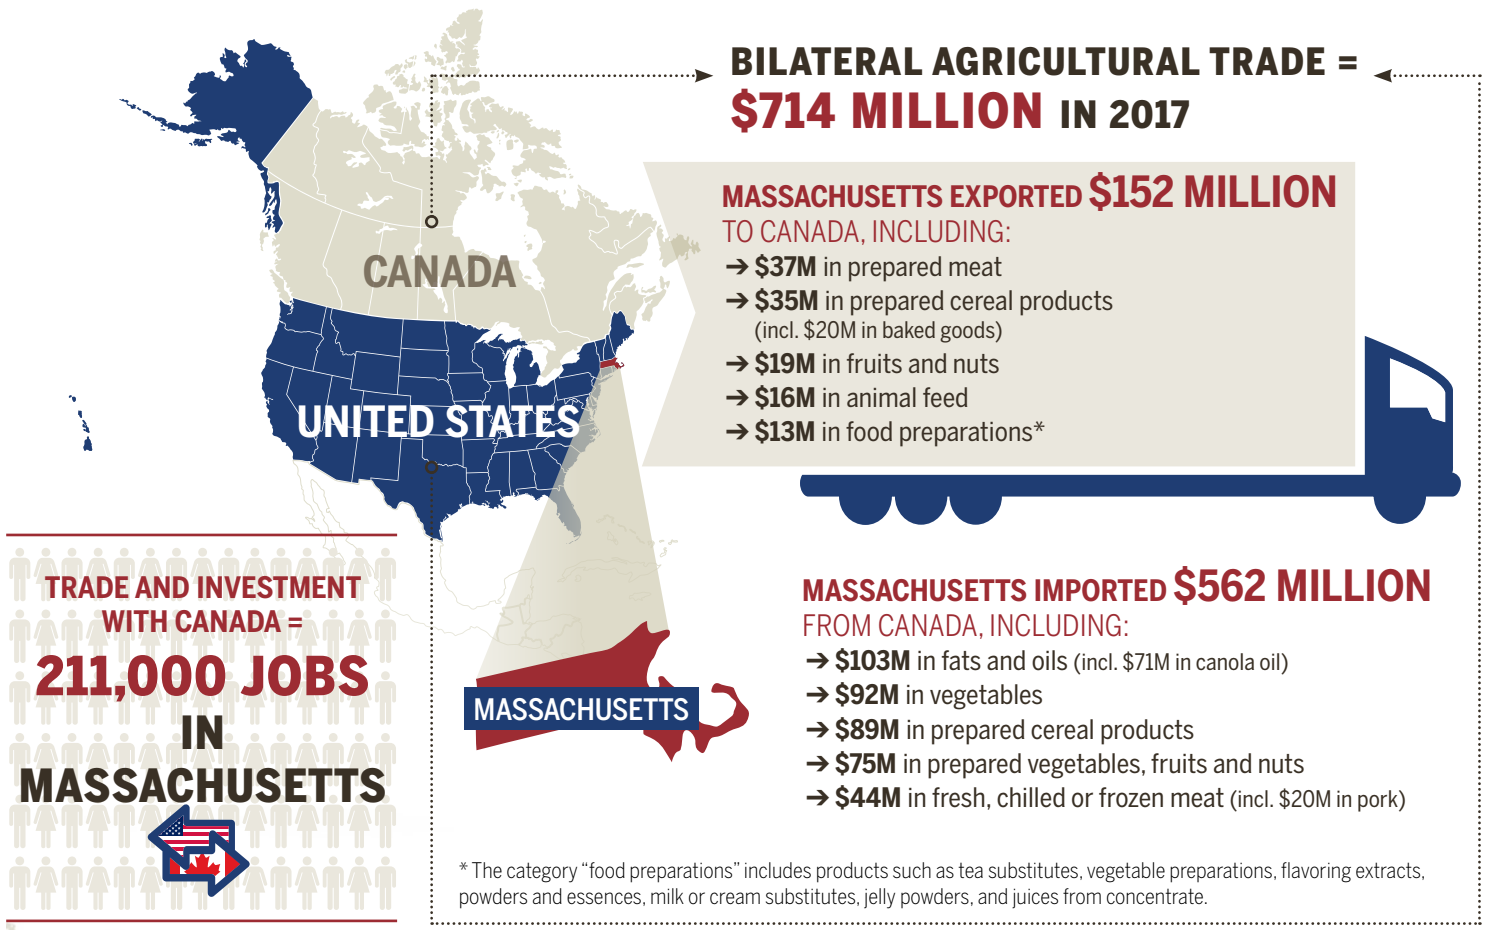 BILATERAL AGRICULTURAL TRADE =
$714 MILLION IN 2017
MASSACHUSETTS EXPORTED $152 MILLION
TO CANADA, INCLUDING:
➔ $37M in prepared meat
➔ $35M in prepared cereal products
(incl. $20M in baked goods)
➔ $19M in fruits and nuts
➔ $16M in animal feed
➔ $13M in food preparations*
CANADA
UNITED STATES
TRADE AND INVESTMENT
WITH CANADA =
211,000 JOBS
IN
MASSACHUSETTS
MASSACHUSETTS
MASSACHUSETTS IMPORTED $562 MILLION
FROM CANADA, INCLUDING:
➔ $103M in fats and oils (incl. $71M in canola oil)
➔ $92M in vegetables
➔ $89M in prepared cereal products
➔ $75M in prepared vegetables, fruits and nuts
➔ $44M in fresh, chilled or frozen meat (incl. $20M in pork)
* The category “food preparations” includes products such as tea substitutes, vegetable preparations, flavoring extracts,
powders and essences, milk or cream substitutes, jelly powders, and juices from concentrate.